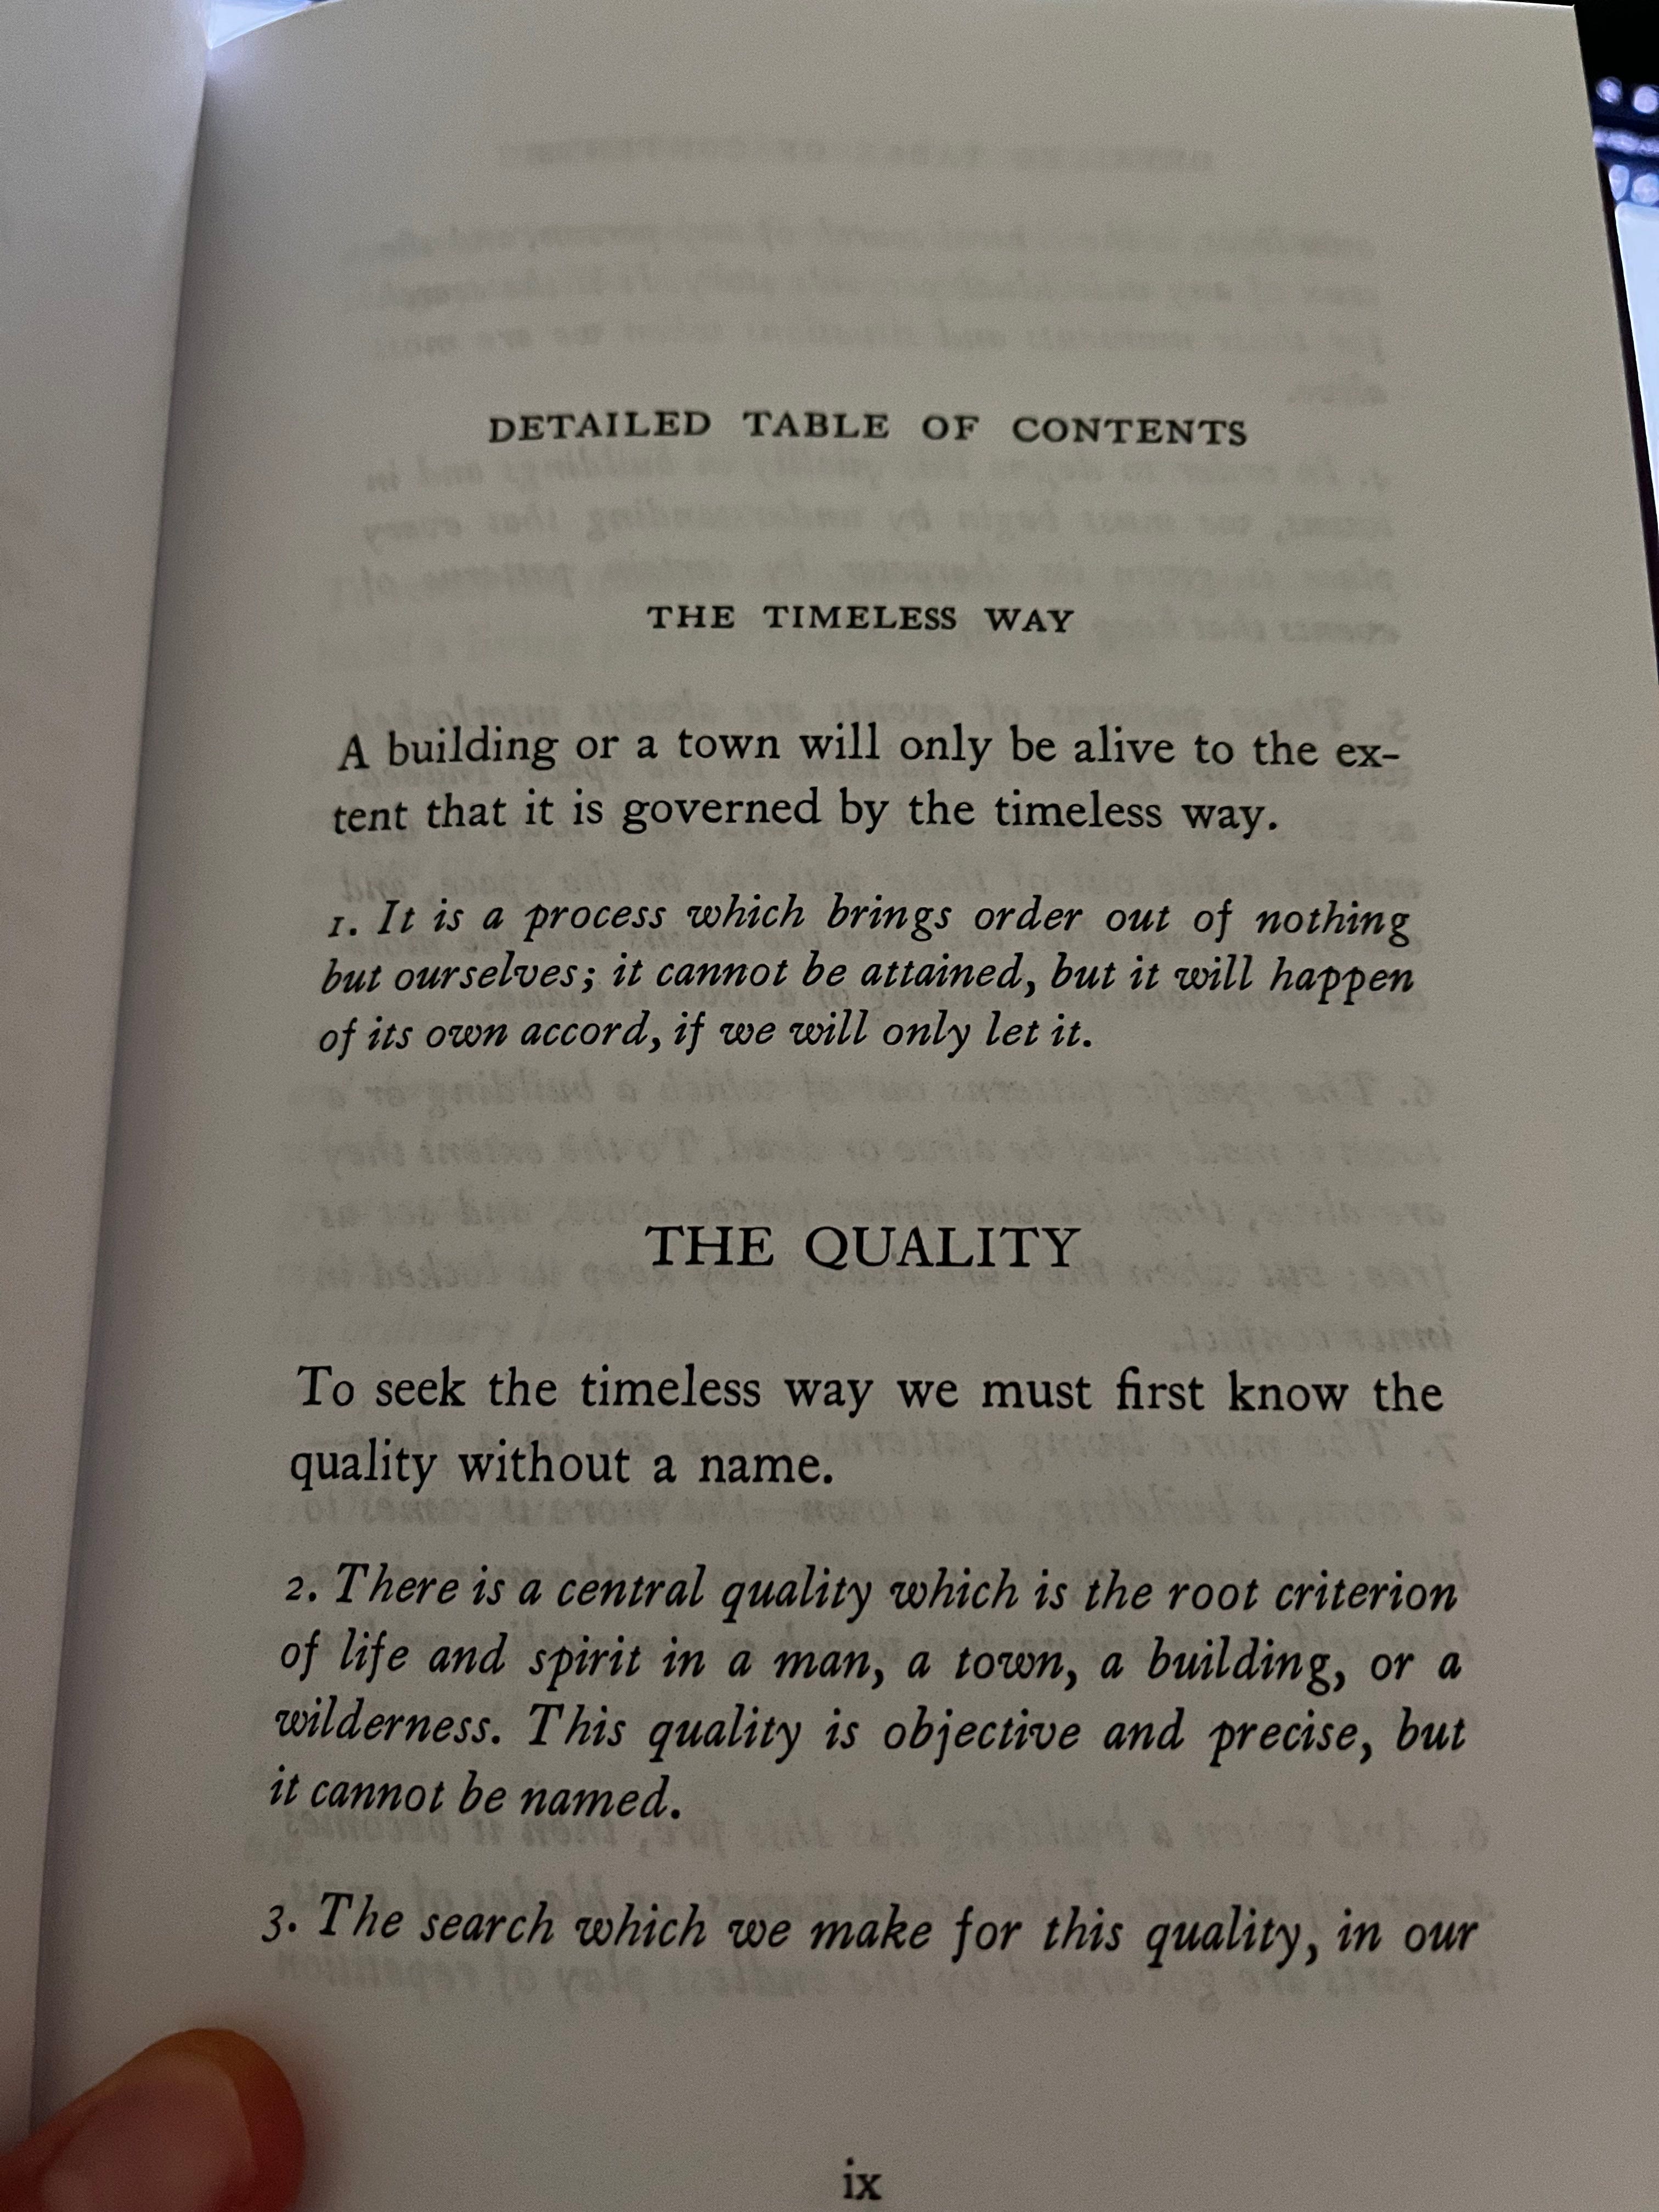 DETAILED TABLE OF CONTENTS
THE TIMELESS WAY
A building or a town will only be alive to the ex-
tent that it is governed by the timeless way.
1. It is a process which brings order out of nothing
but ourselves; it cannot be attained, but it will happen
of its own accord, if we will only let it.
THE QUALITY
To seek the timeless way we must first know the
quality without a name.
2. There is a central quality which is the root criterion
of life and spirit in a man, a town, a building, or a
wilderness. This quality is objective and precise, but
it cannot be named.
3. The search which we make for this quality, in our
ix